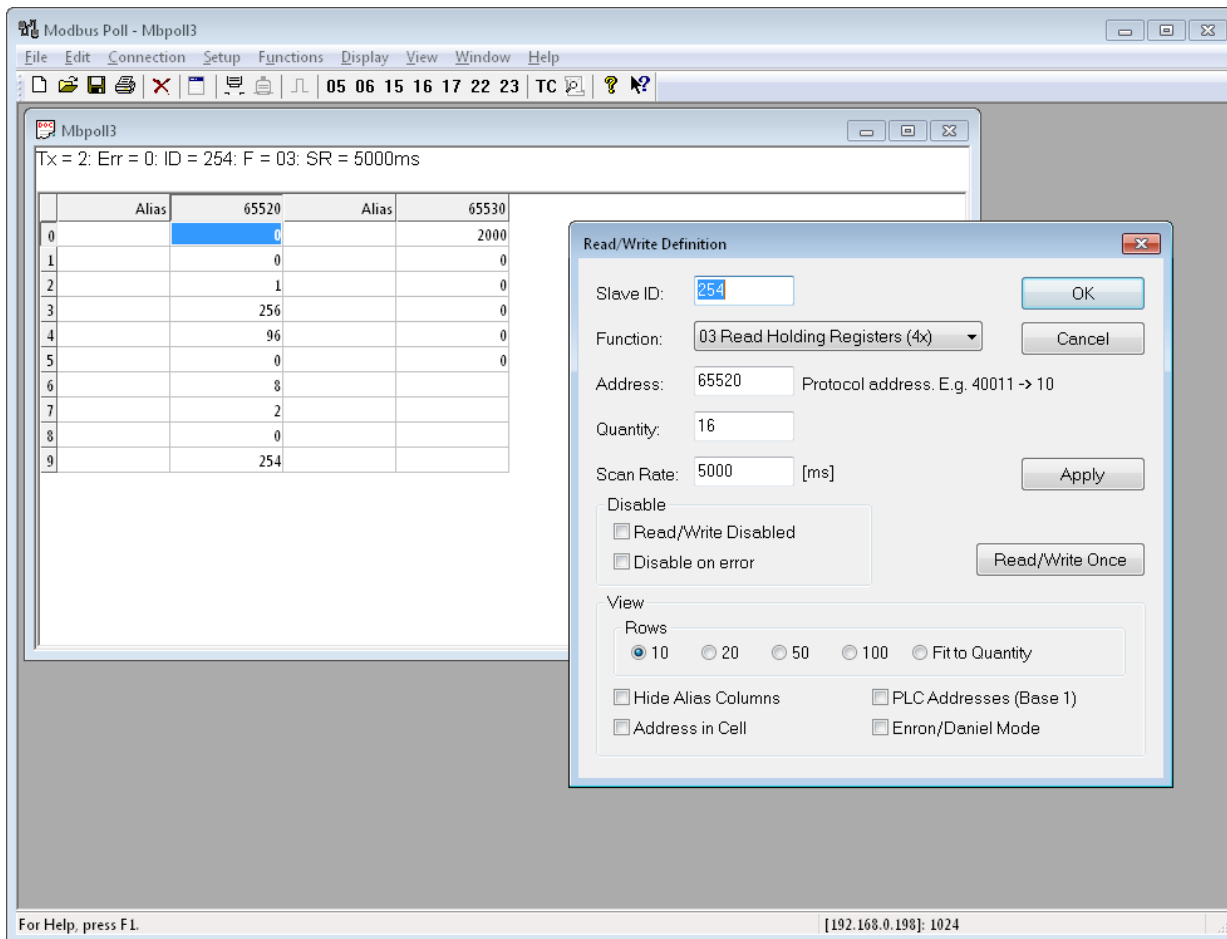 Modbus Poll - Mbpoll3
File Edit Connection Setup Functions Display View Window Help
05 06 15 16 17 22 23 TC
Mbpoll3
Tx = 2: Err = 0: ID = 254: F = 03: SR = 5000ms
Alias 65520 Alias 65530
0 0 2000
1 0 0
2 1 0
3 256 0
4 96 0
5 0 0
6 8
7 2
8 0
9 254
Read/Write Definition
Slave ID: 254 OK
Function: 03 Read Holding Registers (4x) Cancel
Address: 65520 Protocol address. E.g. 40011 -> 10
Quantity: 16
Scan Rate: 5000 [ms] Apply
Disable
Read/Write Disabled
Disable on error
Read/Write Once
View
Rows
10 20 50 100 Fit to Quantity
Hide Alias Columns PLC Addresses (Base 1)
Address in Cell Enron/Daniel Mode
For Help, press F1. [192.168.0.198]: 1024